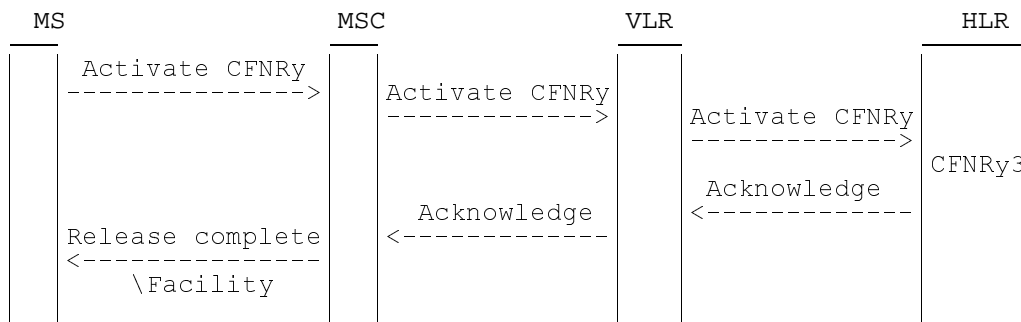 MS MSC VLR HLR
Activate CFNRy
--------------->
Activate CFNRy
------------->
Activate CFNRy
------------->
CFNRy3
Acknowledge
<-------------
Acknowledge
<-------------
Release complete
<---------------
\Facility